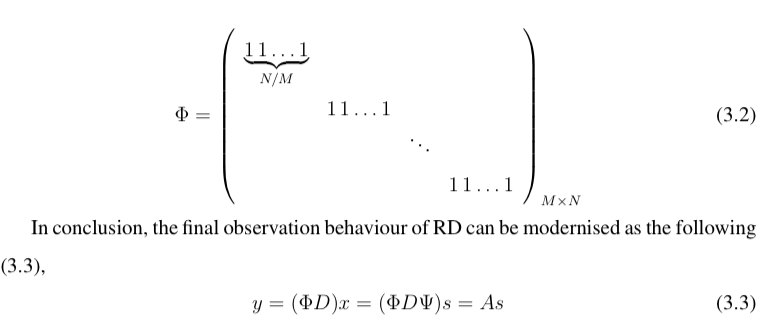 Φ = ( 11...1 (3.2)
N/M
11...1
⋱
11...1 ) M×N
In conclusion, the final observation behaviour of RD can be modernised as the following
(3.3),
y = (ΦD)x = (ΦDΨ)s = As (3.3)